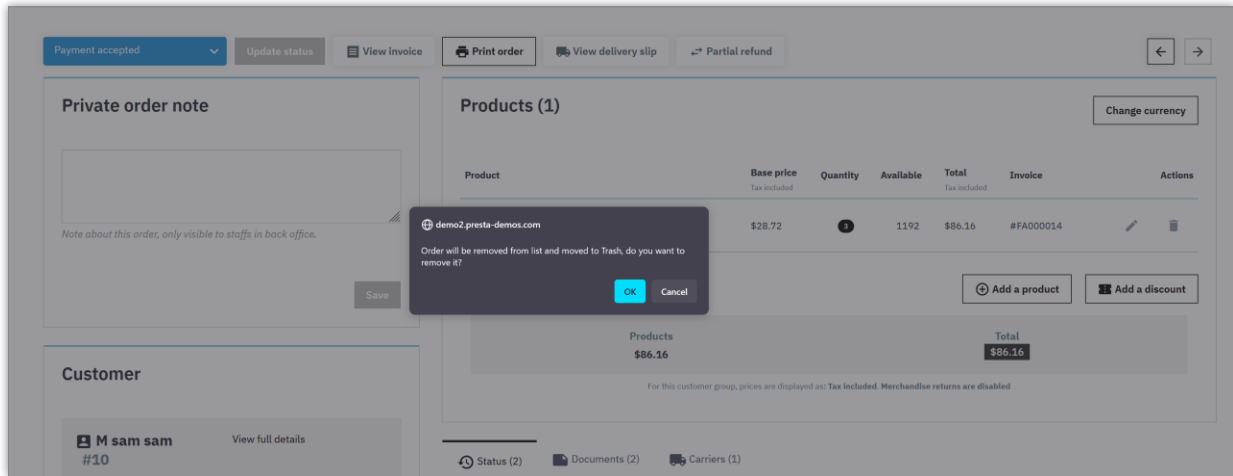 Payment accepted
Update status
View invoice
Print order
View delivery slip
Partial refund
Private order note
Note about this order, only visible to staffs in back office.
Save
Products (1)
Change currency
Product
Base price
Tax included
Quantity
Available
Total
Tax included
Invoice
Actions
$28.72
3
1192
$86.16
#FA000014
demo2.presta-demos.com
Order will be removed from list and moved to Trash, do you want to
remove it?
OK
Cancel
Add a product
Add a discount
Products
$86.16
Total
$86.16
For this customer group, prices are displayed as: Tax included. Merchandise returns are disabled
Customer
M sam sam
#10
View full details
Status (2)
Documents (2)
Carriers (1)